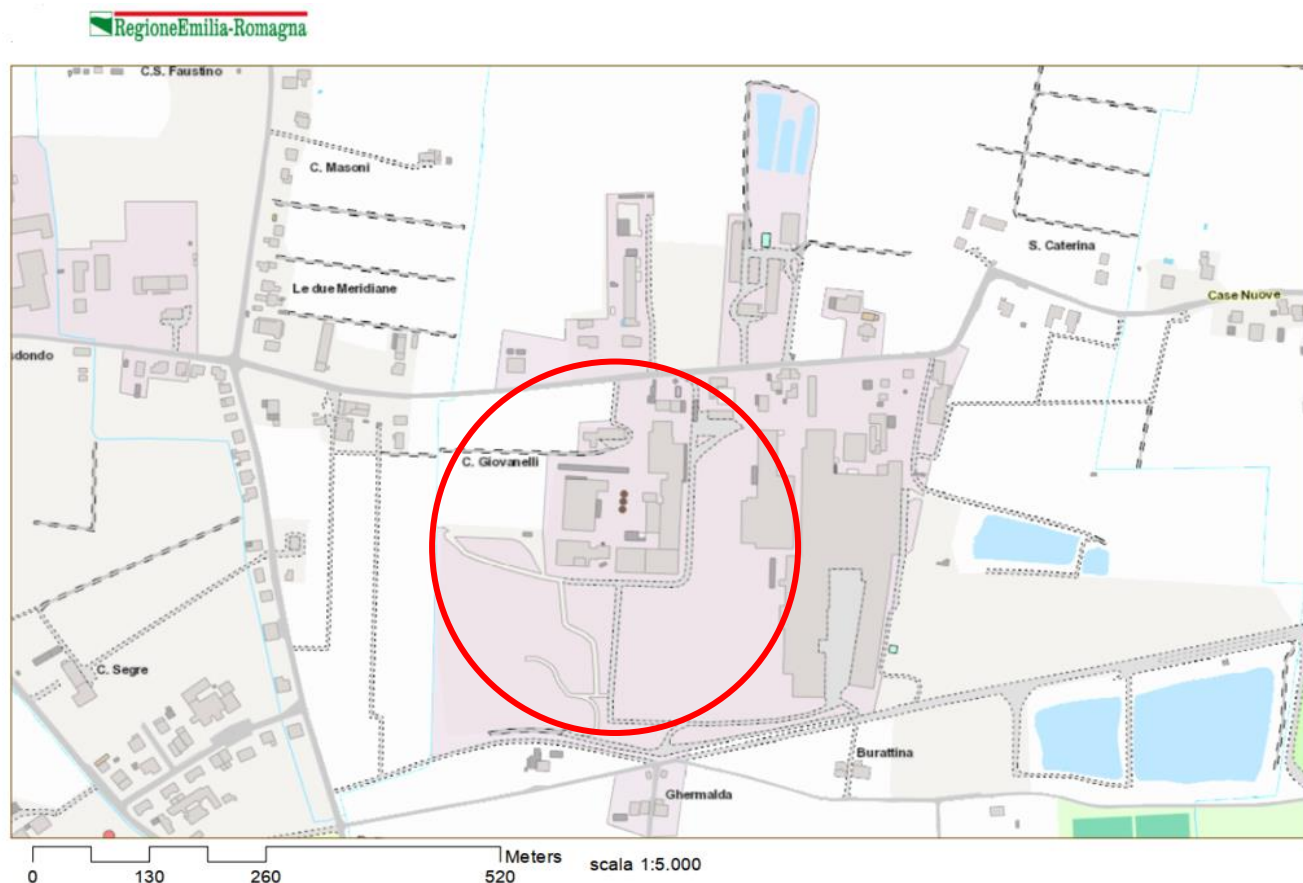 RegioneEmilia-Romagna
C.S. Faustino
C. Masoni
S. Caterina
Le due Meridiane
Case Nuove
C. Giovanelli
C. Segre
Burattina
Ghermalda
Meters
scala 1:5.000
0 130 260 520